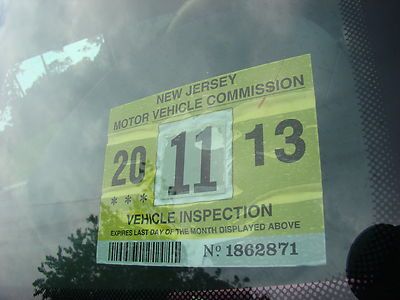 NEW JERSEY
MOTOR VEHICLE COMMISSION
20 11 13
* * *
VEHICLE INSPECTION
EXPIRES LAST DAY OF THE MONTH DISPLAYED ABOVE
Nº 1862871